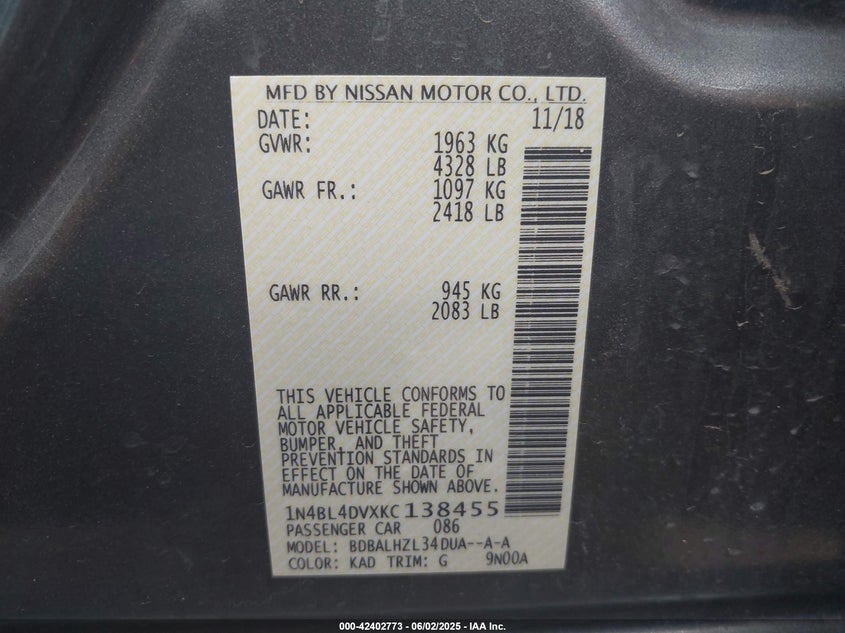 MFD BY NISSAN MOTOR CO., LTD.
DATE: 11/18
GVWR: 1963 KG
4328 LB
GAWR FR.: 1097 KG
2418 LB
GAWR RR.: 945 KG
2083 LB
THIS VEHICLE CONFORMS TO
ALL APPLICABLE FEDERAL
MOTOR VEHICLE SAFETY,
BUMPER, AND THEFT
PREVENTION STANDARDS IN
EFFECT ON THE DATE OF
MANUFACTURE SHOWN ABOVE.
1N4BL4DVXKC138455
PASSENGER CAR 086
MODEL: BDBALHZL34DUA--A-A
COLOR: KAD TRIM: G 9N00A
000-42402773 - 06/02/2025 - IAA Inc.